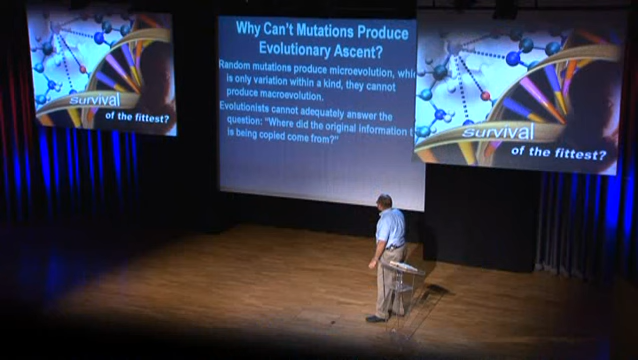 Survival
of the fittest?
Why Can't Mutations Produce
Evolutionary Ascent?
Random mutations produce microevolution,
is only variation within a kind, they cannot
produce macroevolution.
Evolutionists cannot adequately answer the
question: "Where did the original information
is being copied come from?"
Survival
of the fittest?